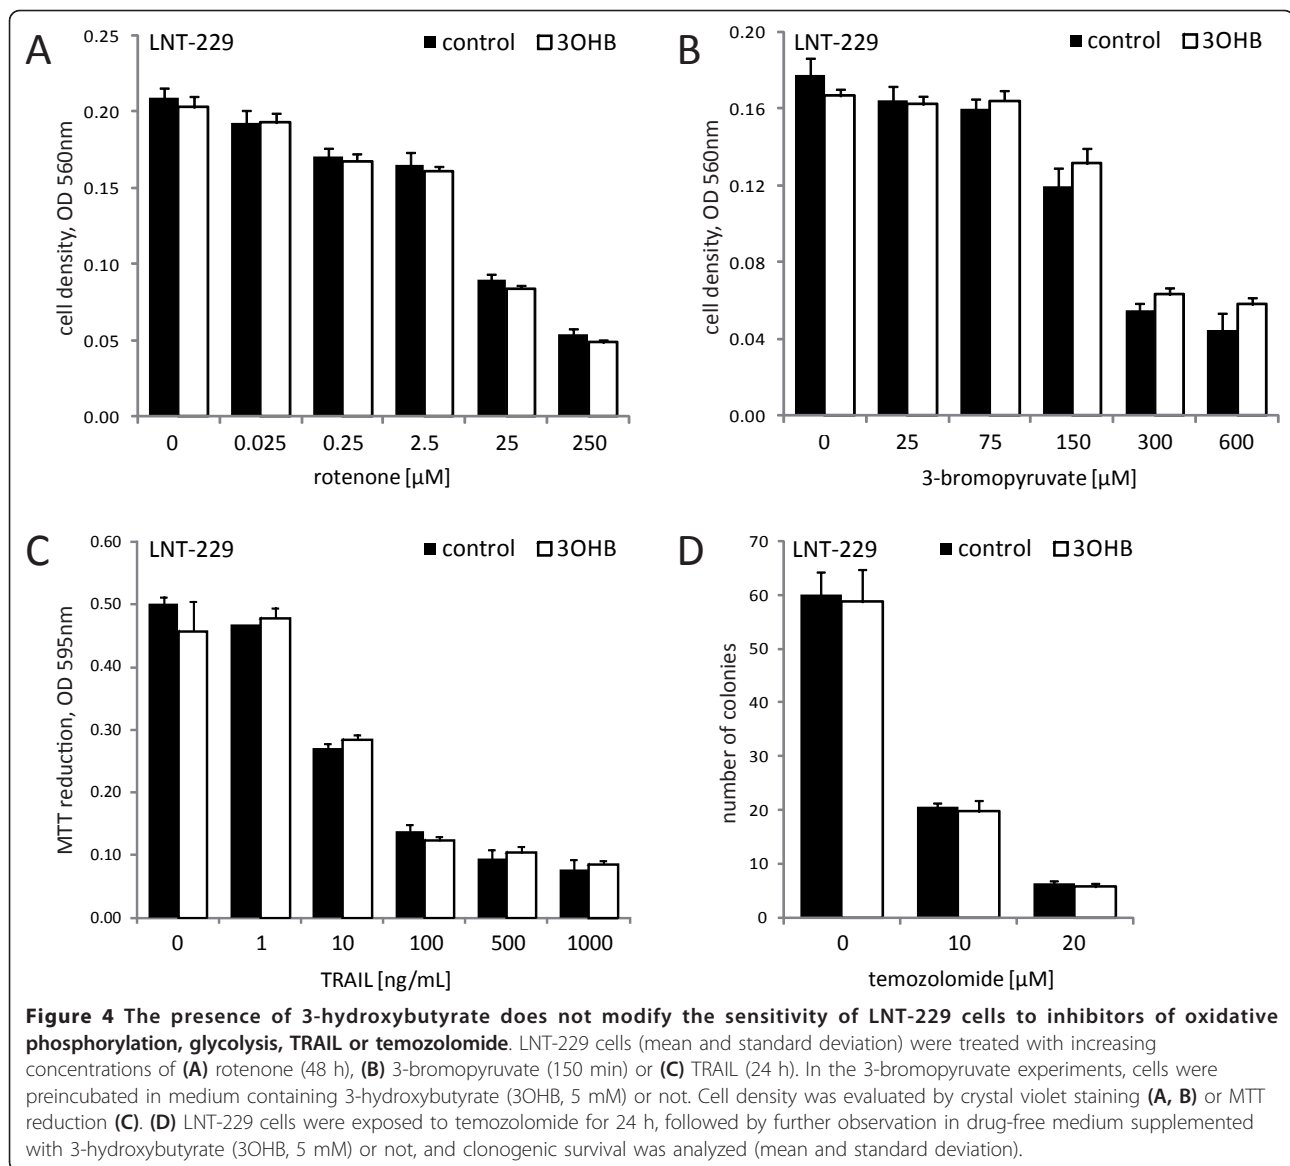 A
LNT-229
control
3OHB
cell density, OD 560nm
0.25
0.20
0.15
0.10
0.05
0.00
0 0.025 0.25 2.5 25 250
rotenone [µM]
B
LNT-229
control
3OHB
cell density, OD 560nm
0.20
0.16
0.12
0.08
0.04
0.00
0 25 75 150 300 600
3-bromopyruvate [µM]
C
LNT-229
control
3OHB
MTT reduction, OD 595nm
0.60
0.50
0.40
0.30
0.20
0.10
0.00
0 1 10 100 500 1000
TRAIL [ng/mL]
D
LNT-229
control
3OHB
number of colonies
70
60
50
40
30
20
10
0
0 10 20
temozolomide [µM]
Figure 4 The presence of 3-hydroxybutyrate does not modify the sensitivity of LNT-229 cells to inhibitors of oxidative
phosphorylation, glycolysis, TRAIL or temozolomide. LNT-229 cells (mean and standard deviation) were treated with increasing
concentrations of (A) rotenone (48 h), (B) 3-bromopyruvate (150 min) or (C) TRAIL (24 h). In the 3-bromopyruvate experiments, cells were
preincubated in medium containing 3-hydroxybutyrate (3OHB, 5 mM) or not. Cell density was evaluated by crystal violet staining (A, B) or MTT
reduction (C). (D) LNT-229 cells were exposed to temozolomide for 24 h, followed by further observation in drug-free medium supplemented
with 3-hydroxybutyrate (3OHB, 5 mM) or not, and clonogenic survival was analyzed (mean and standard deviation).